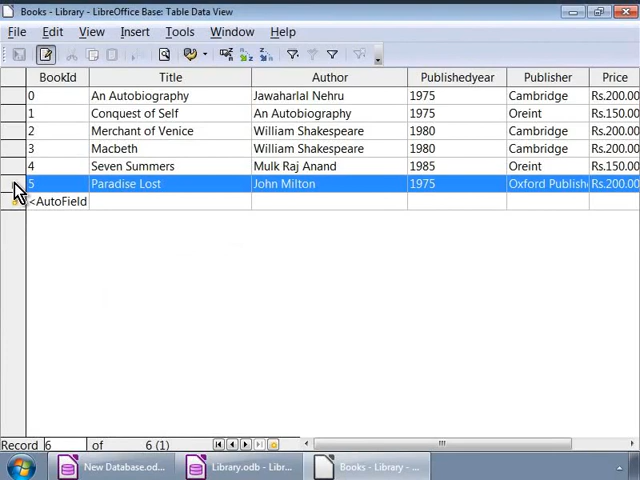 Books - Library - LibreOffice Base: Table Data View
File Edit View Insert Tools Window Help
BookId Title Author Publishedyear Publisher Price
0 An Autobiography Jawaharlal Nehru 1975 Cambridge Rs.200.00
1 Conquest of Self An Autobiography 1975 Oreint Rs.150.00
2 Merchant of Venice William Shakespeare 1980 Cambridge Rs.200.00
3 Macbeth William Shakespeare 1980 Cambridge Rs.200.00
4 Seven Summers Mulk Raj Anand 1985 Oreint Rs.150.00
5 Paradise Lost John Milton 1975 Oxford Publish Rs.200.00
<AutoField
Record 6 of 6 (1)
New Database.od... Library.odb - Libr... Books - Library - ...